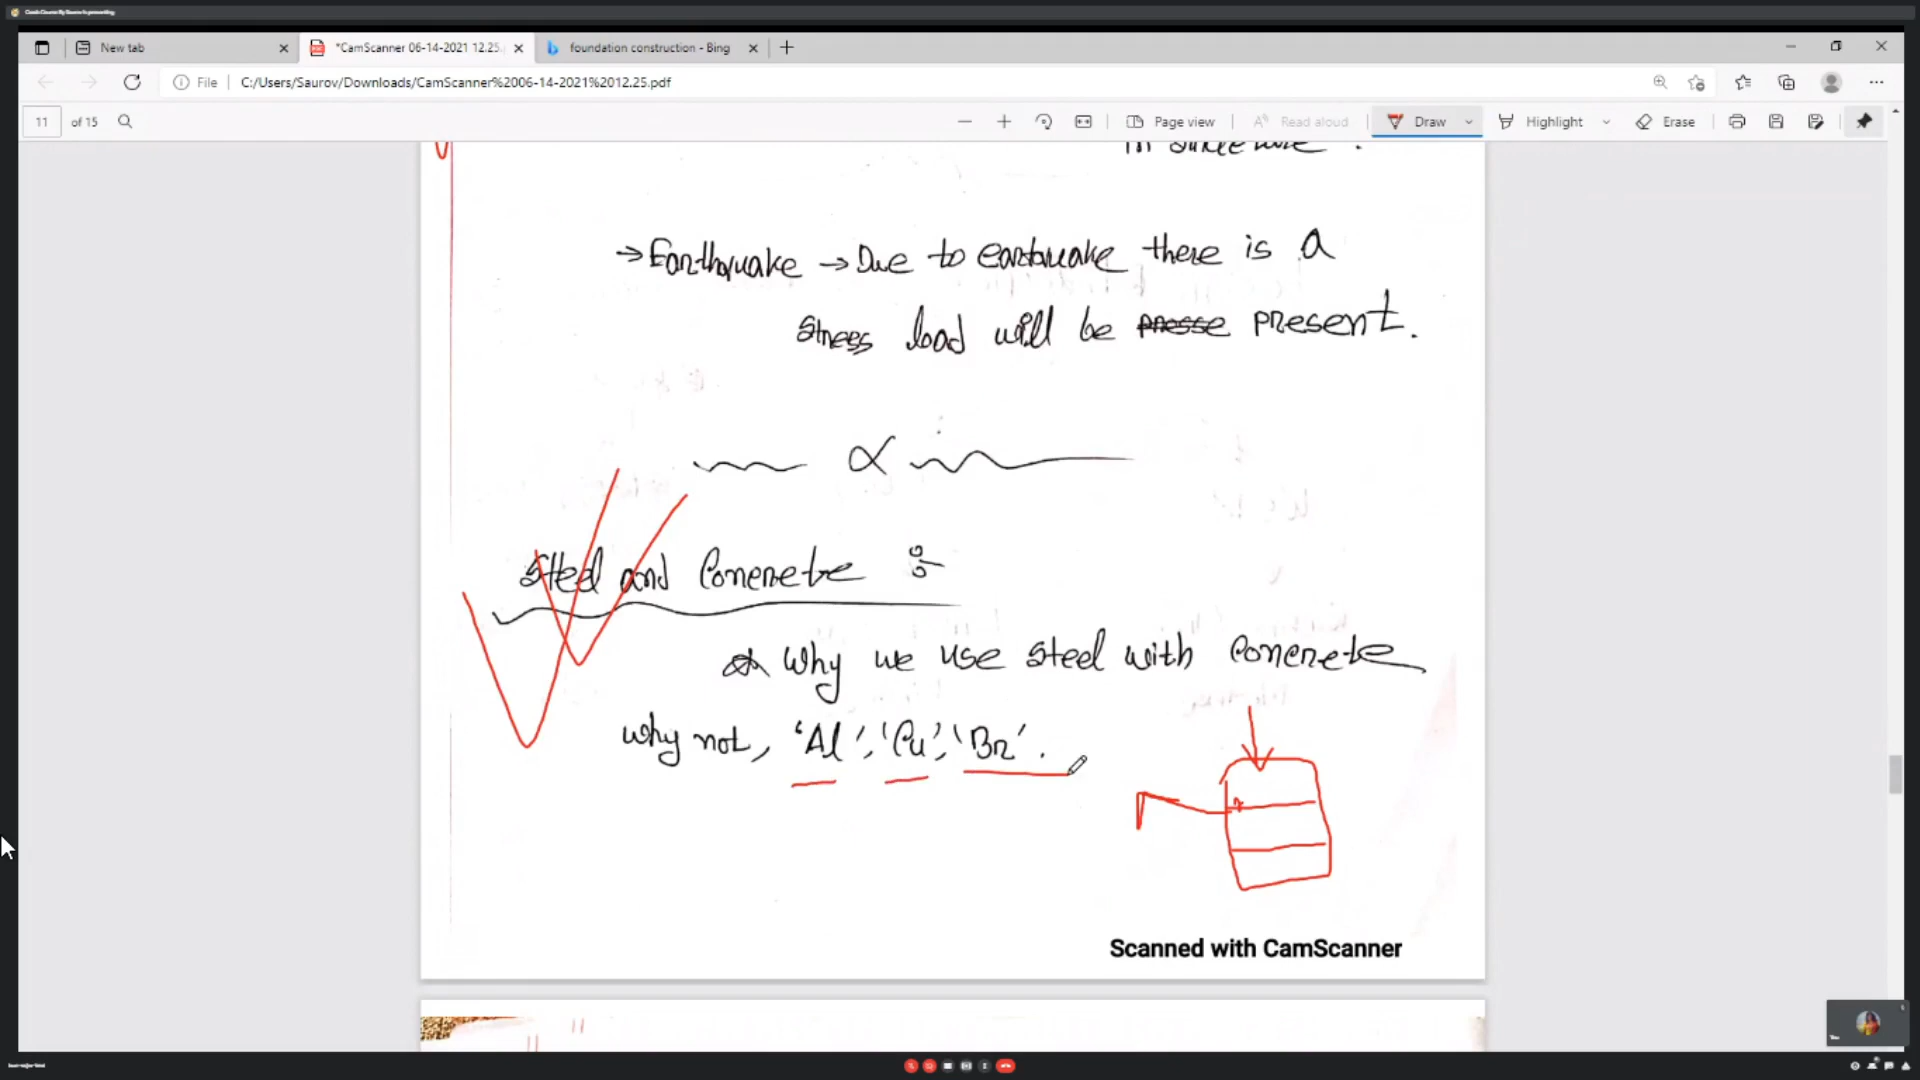 New tab
*CamScanner 06-14-2021 12.25.
foundation construction - Bing
File
C:/Users/Saurov/Downloads/CamScanner%2006-14-2021%2012.25.pdf
11 of 15
Page view
Read aloud
Draw
Highlight
Erase
in structure.
→ Earthquake → Due to eartquake there is a
stress load will be present.
∝
Steel and Concrete :-
Why we use steel with Concrete
why not, 'Al', 'Cu', 'Br'.
Scanned with CamScanner